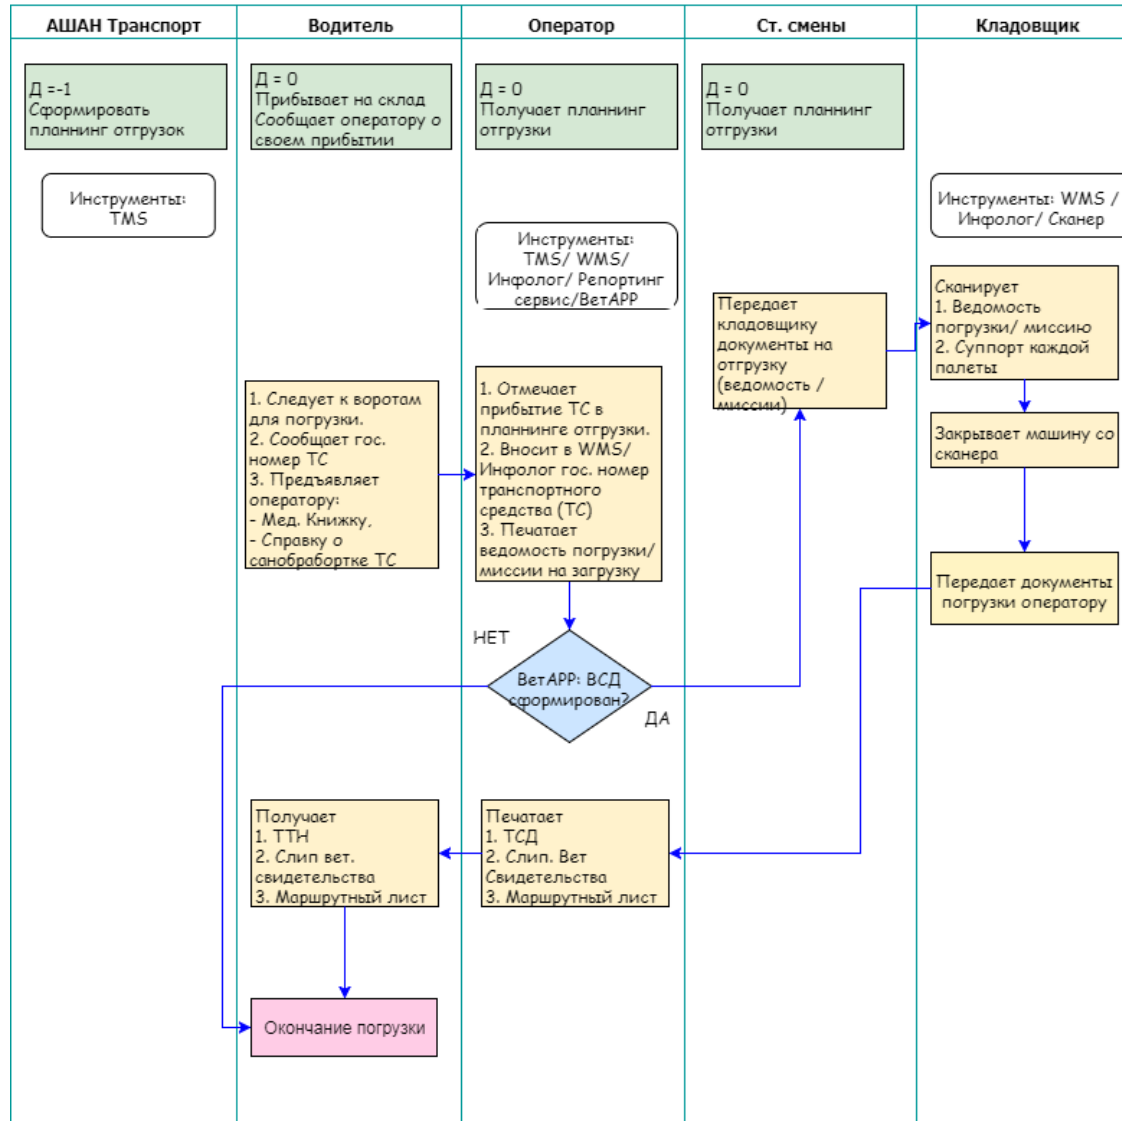 АШАН Транспорт
Водитель
Оператор
Ст. смены
Кладовщик
Д =-1
Сформировать
планнинг отгрузок
Д = 0
Прибывает на склад
Сообщает оператору о
своем прибытии
Д = 0
Получает планнинг
отгрузки
Д = 0
Получает планнинг
отгрузки
Инструменты:
TMS
Инструменты:
TMS/ WMS/
Инфолог/ Репортинг
сервис/ВетАРР
Инструменты: WMS /
Инфолог/ Сканер
1. Следует к воротам
для погрузки.
2. Сообщает гос.
номер ТС
3. Предъявляет
оператору:
- Мед. Книжку,
- Справку о
санобрабортке ТС
1. Отмечает
прибытие ТС в
планнинге отгрузки.
2. Вносит в WMS/
Инфолог гос. номер
транспортного
средства (ТС)
3. Печатает
ведомость погрузки/
миссии на загрузку
Передает
кладовщику
документы на
отгрузку
(ведомость /
миссии)
Сканирует
1. Ведомость
погрузки/ миссию
2. Суппорт каждой
палеты
Закрывает машину со
сканера
Передает документы
погрузки оператору
НЕТ
ВетАРР: ВСД
сформирован?
ДА
Получает
1. ТТН
2. Слип вет.
свидетельства
3. Маршрутный лист
Печатает
1. ТСД
2. Слип. Вет
Свидетельства
3. Маршрутный лист
Окончание погрузки